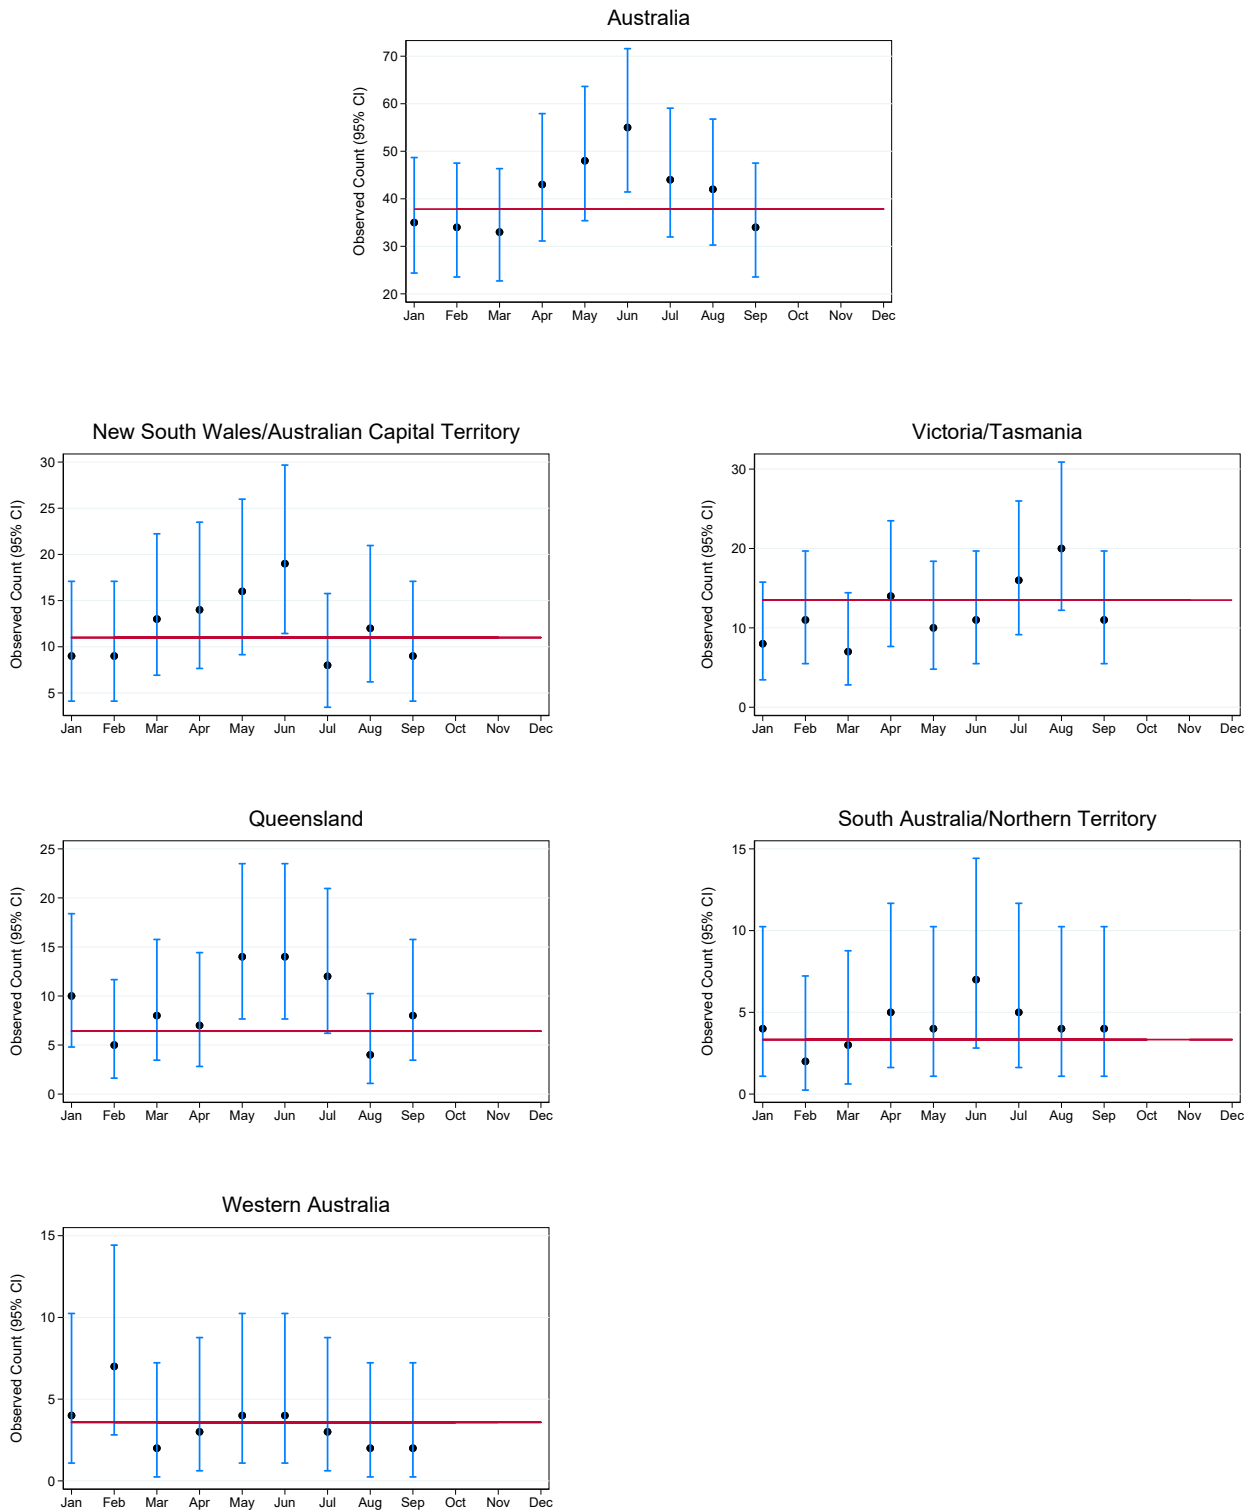 Australia
Observed Count (95% CI)
70
60
50
40
30
20
Jan Feb Mar Apr May Jun Jul Aug Sep Oct Nov Dec
New South Wales/Australian Capital Territory
Observed Count (95% CI)
30
25
20
15
10
5
Jan Feb Mar Apr May Jun Jul Aug Sep Oct Nov Dec
Victoria/Tasmania
Observed Count (95% CI)
30
20
10
0
Jan Feb Mar Apr May Jun Jul Aug Sep Oct Nov Dec
Queensland
Observed Count (95% CI)
25
20
15
10
5
0
Jan Feb Mar Apr May Jun Jul Aug Sep Oct Nov Dec
South Australia/Northern Territory
Observed Count (95% CI)
15
10
5
0
Jan Feb Mar Apr May Jun Jul Aug Sep Oct Nov Dec
Western Australia
Observed Count (95% CI)
15
10
5
0
Jan Feb Mar Apr May Jun Jul Aug Sep Oct Nov Dec